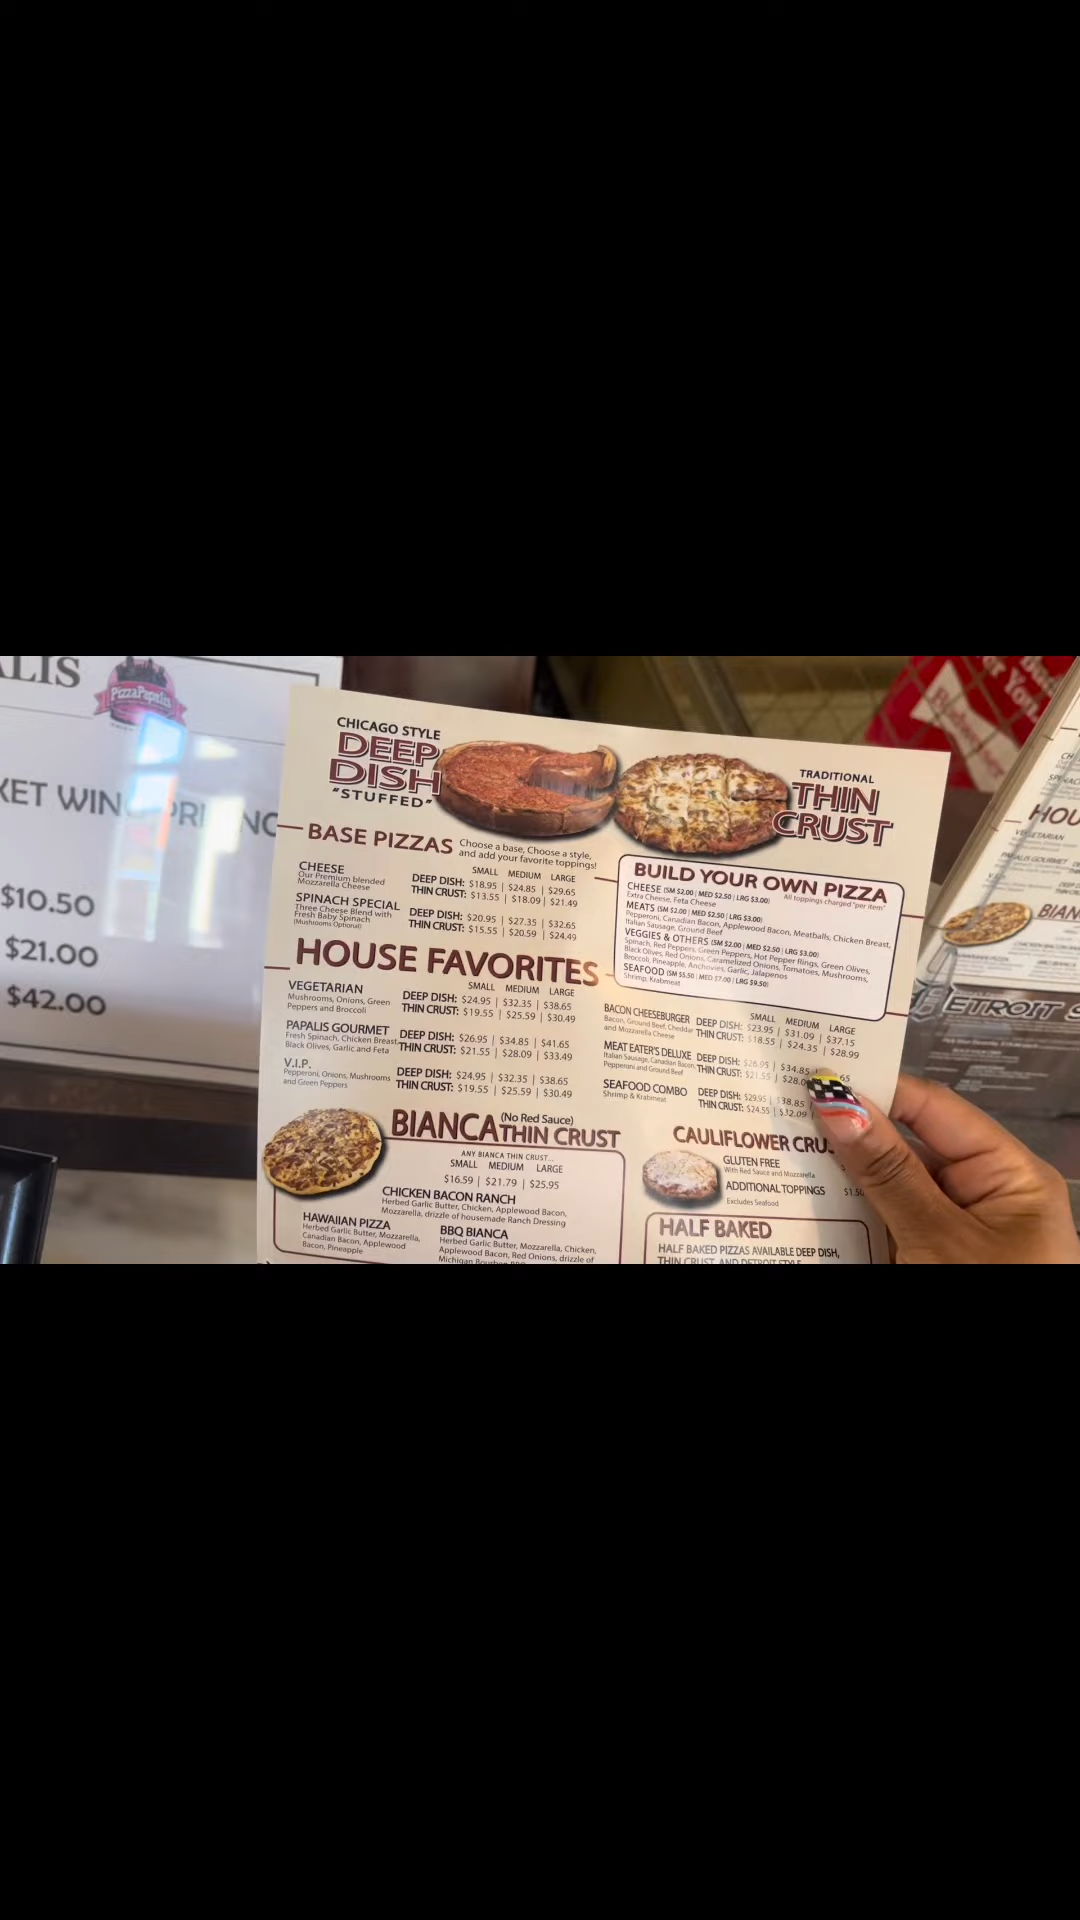 ALIS
PizzaPapalis
KET WING PRICING
$10.50
$21.00
$42.00
CHICAGO STYLE
DEEP
DISH
"STUFFED"
TRADITIONAL
THIN
CRUST
BASE PIZZAS
Choose a base, Choose a style,
and add your favorite toppings!
SMALL MEDIUM LARGE
CHEESE
Our Premium blended
Mozzarella Cheese
DEEP DISH: $18.95 | $24.85 | $29.65
THIN CRUST: $13.55 | $18.09 | $21.49
SPINACH SPECIAL
Three Cheese Blend with
Fresh Baby Spinach
(Mushrooms Optional)
DEEP DISH: $20.95 | $27.35 | $32.65
THIN CRUST: $15.55 | $20.59 | $24.49
BUILD YOUR OWN PIZZA
CHEESE (SM $2.00 | MED $2.50 | LRG $3.00) All toppings charged "per item"
Extra Cheese, Feta Cheese
MEATS (SM $2.00 | MED $2.50 | LRG $3.00)
Pepperoni, Canadian Bacon, Applewood Bacon, Meatballs, Chicken Breast,
Italian Sausage, Ground Beef
VEGGIES & OTHERS (SM $2.00 | MED $2.50 | LRG $3.00)
Spinach, Red Peppers, Green Peppers, Hot Pepper Rings, Green Olives,
Black Olives, Red Onions, Caramelized Onions, Tomatoes, Mushrooms,
Broccoli, Pineapple, Anchovies, Garlic, Jalapenos
SEAFOOD (SM $5.50 | MED $7.00 | LRG $9.50)
Shrimp, Krabmeat
HOUSE FAVORITES
SMALL MEDIUM LARGE
VEGETARIAN
Mushrooms, Onions, Green
Peppers and Broccoli
DEEP DISH: $24.95 | $32.35 | $38.65
THIN CRUST: $19.55 | $25.59 | $30.49
PAPALIS GOURMET
Fresh Spinach, Chicken Breast,
Black Olives, Garlic and Feta
DEEP DISH: $26.95 | $34.85 | $41.65
THIN CRUST: $21.55 | $28.09 | $33.49
V.I.P.
Pepperoni, Onions, Mushrooms
and Green Peppers
DEEP DISH: $24.95 | $32.35 | $38.65
THIN CRUST: $19.55 | $25.59 | $30.49
SMALL MEDIUM LARGE
BACON CHEESEBURGER
Bacon, Ground Beef, Cheddar
and Mozzarella Cheese
DEEP DISH: $23.95 | $31.09 | $37.15
THIN CRUST: $18.55 | $24.35 | $28.99
MEAT EATER'S DELUXE
Italian Sausage, Canadian Bacon,
Pepperoni and Ground Beef
DEEP DISH: $26.95 | $34.85 | 65
THIN CRUST: $21.55 | $28.0
SEAFOOD COMBO
Shrimp & Krabmeat
DEEP DISH: $29.95 | $38.85 |
THIN CRUST: $24.55 | $32.09 |
BIANCA (No Red Sauce)
THIN CRUST
ANY BIANCA THIN CRUST...
SMALL MEDIUM LARGE
$16.59 | $21.79 | $25.95
CHICKEN BACON RANCH
Herbed Garlic Butter, Chicken, Applewood Bacon,
Mozzarella, drizzle of housemade Ranch Dressing
HAWAIIAN PIZZA
Herbed Garlic Butter, Mozzarella,
Canadian Bacon, Applewood
Bacon, Pineapple
BBQ BIANCA
Herbed Garlic Butter, Mozzarella, Chicken,
Applewood Bacon, Red Onions, drizzle of
Michigan Bourbon BBQ
CAULIFLOWER CRU
GLUTEN FREE
With Red Sauce and Mozzarella
ADDITIONAL TOPPINGS $1.50
Excludes Seafood
HALF BAKED
HALF BAKED PIZZAS AVAILABLE DEEP DISH,
THIN CRUST, AND DETROIT STYLE
HOU
VEGETARIAN
PAPALIS GOURMET
BIAN
ETROIT S